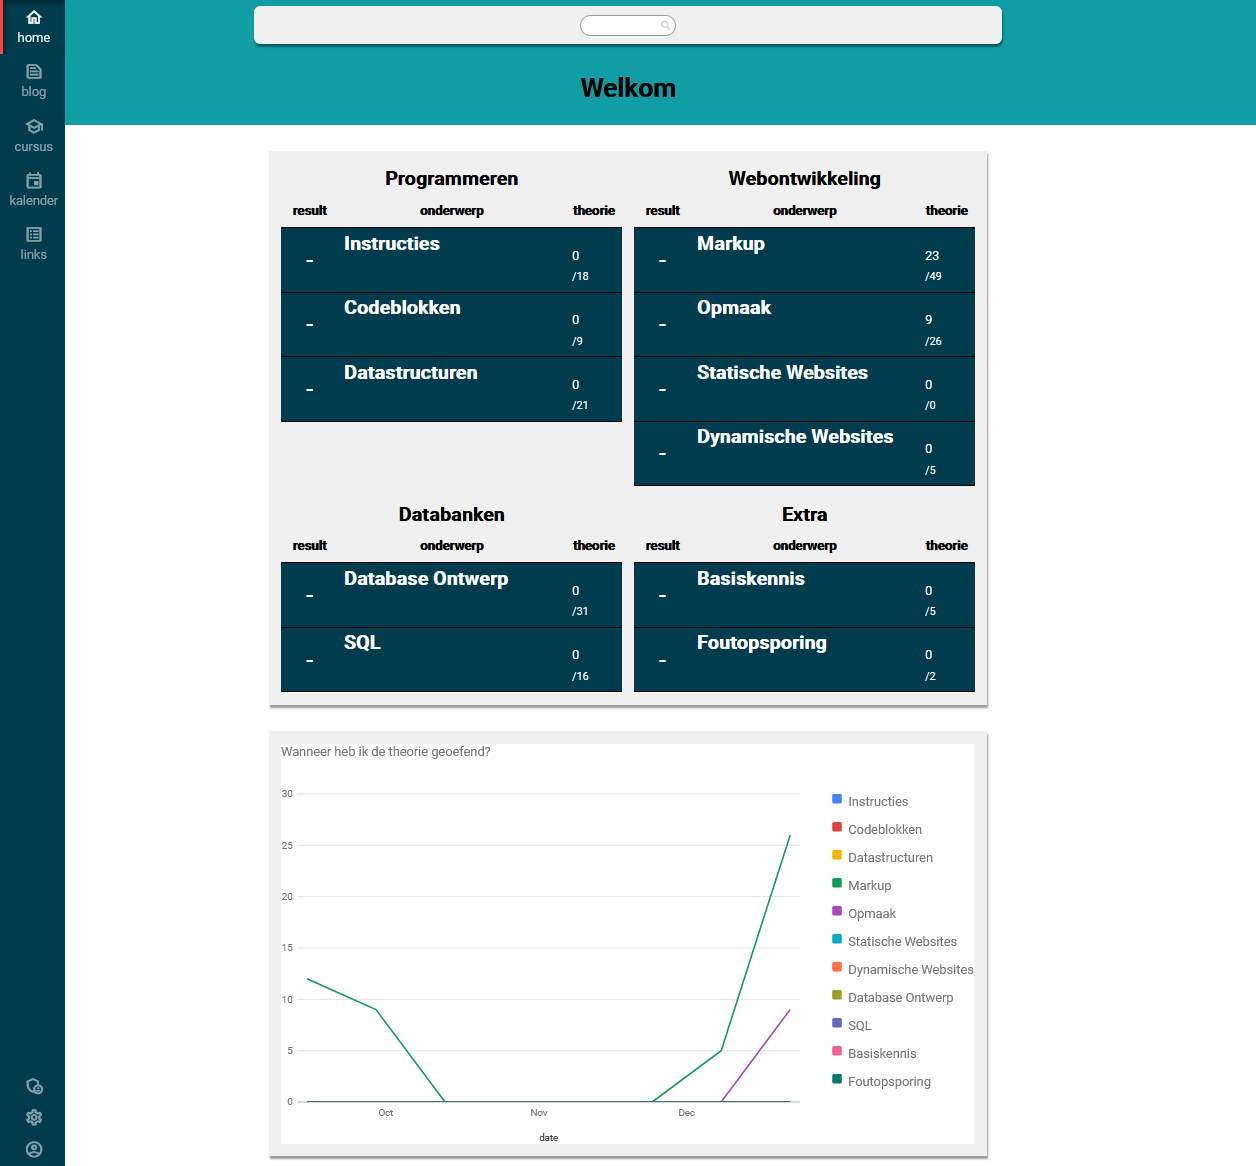 home
blog
cursus
kalender
links
Welkom
Programmeren
result onderwerp theorie
- Instructies 0
/18
- Codeblokken 0
/9
- Datastructuren 0
/21
Webontwikkeling
result onderwerp theorie
- Markup 23
/49
- Opmaak 9
/26
- Statische Websites 0
/0
- Dynamische Websites 0
/5
Databanken
result onderwerp theorie
- Database Ontwerp 0
/31
- SQL 0
/16
Extra
result onderwerp theorie
- Basiskennis 0
/5
- Foutopsporing 0
/2
Wanneer heb ik de theorie geoefend?
30
25
20
15
10
5
0
Oct Nov Dec
date
Instructies
Codeblokken
Datastructuren
Markup
Opmaak
Statische Websites
Dynamische Websites
Database Ontwerp
SQL
Basiskennis
Foutopsporing